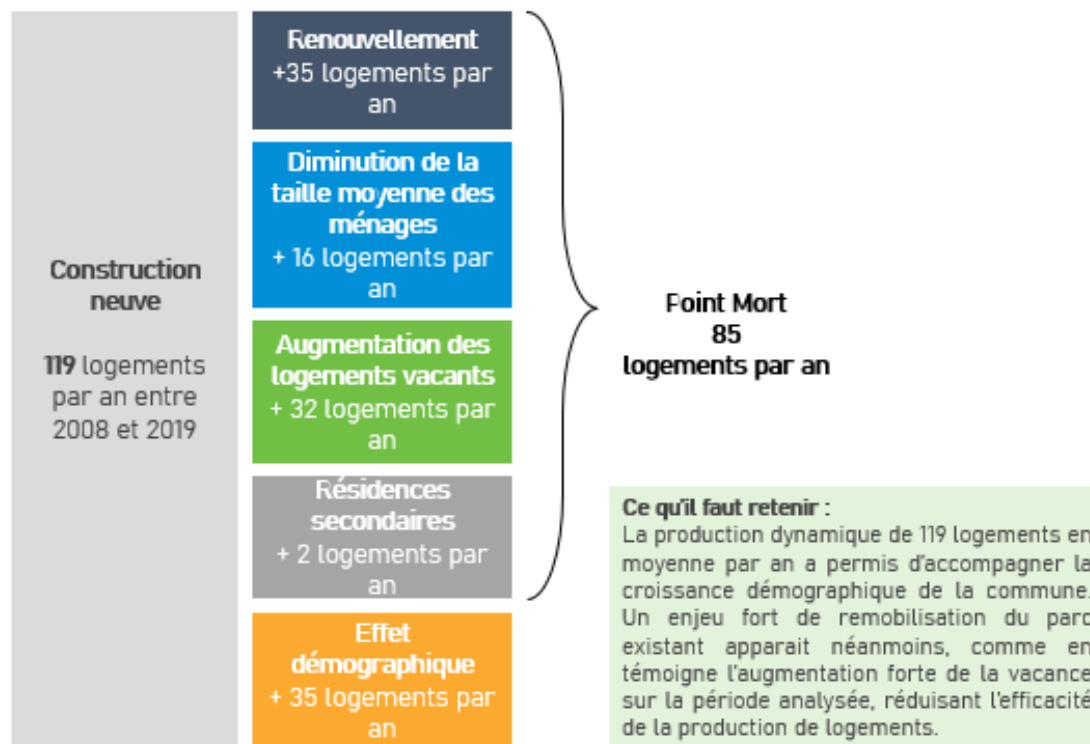 Construction
neuve
119 logements
par an entre
2008 et 2019
Renouvellement
+35 logements par
an
Diminution de la
taille moyenne des
ménages
+ 16 logements par
an
Augmentation des
logements vacants
+ 32 logements par
an
Résidences
secondaires
+ 2 logements par
an
Effet
démographique
+ 35 logements par
an
Point Mort
85
logements par an
Ce qu'il faut retenir :
La production dynamique de 119 logements en
moyenne par an a permis d'accompagner la
croissance démographique de la commune.
Un enjeu fort de remobilisation du parc
existant apparait néanmoins, comme en
témoigne l'augmentation forte de la vacance
sur la période analysée, réduisant l'efficacité
de la production de logements.